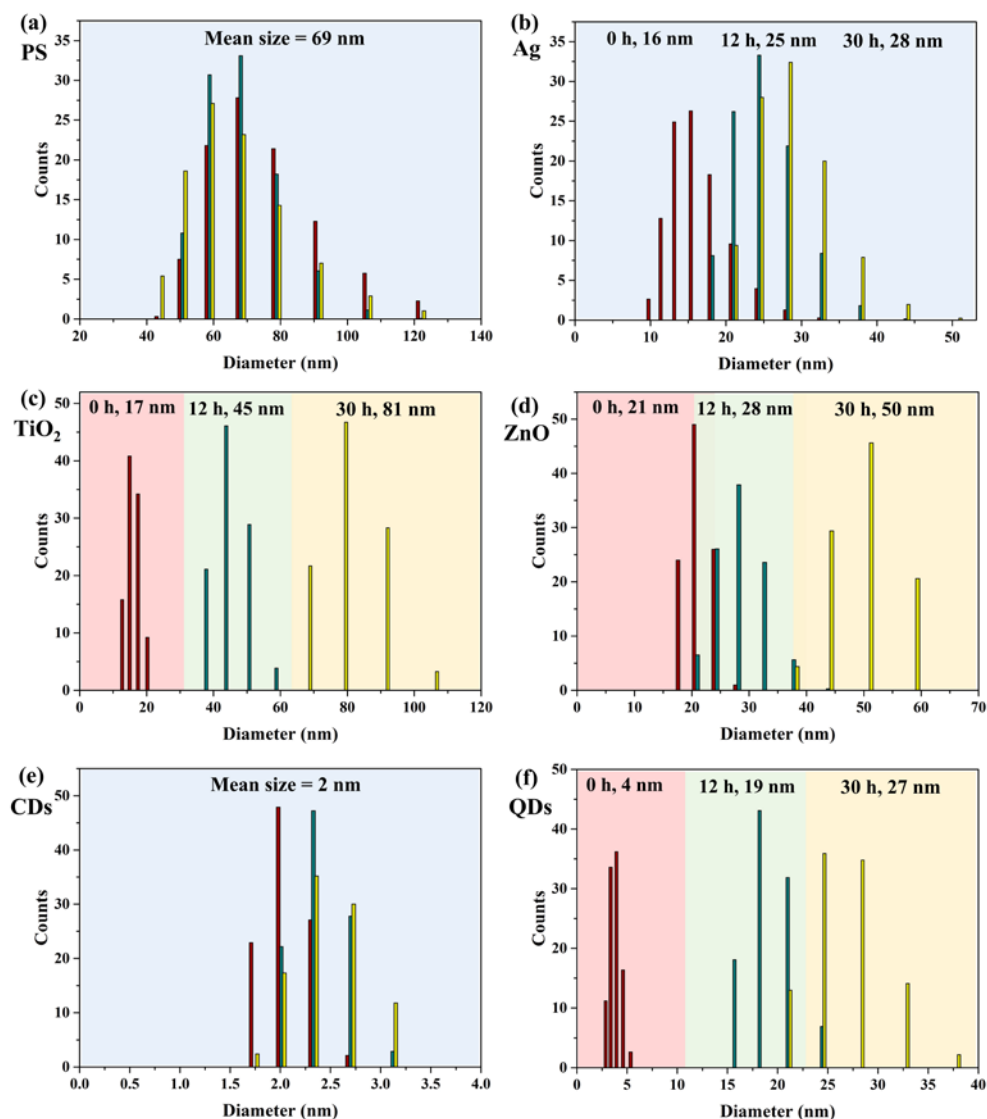 (a)
PS
Mean size = 69 nm
35
30
25
20
15
10
5
0
Counts
20 40 60 80 100 120 140
Diameter (nm)
(b)
Ag
0 h, 16 nm 12 h, 25 nm 30 h, 28 nm
35
30
25
20
15
10
5
0
Counts
0 10 20 30 40 50
Diameter (nm)
(c)
TiO₂
0 h, 17 nm 12 h, 45 nm 30 h, 81 nm
50
40
30
20
10
0
Counts
0 20 40 60 80 100 120
Diameter (nm)
(d)
ZnO
0 h, 21 nm 12 h, 28 nm 30 h, 50 nm
50
40
30
20
10
0
Counts
0 10 20 30 40 50 60 70
Diameter (nm)
(e)
CDs
Mean size = 2 nm
50
40
30
20
10
0
Counts
0.0 0.5 1.0 1.5 2.0 2.5 3.0 3.5 4.0
Diameter (nm)
(f)
QDs
0 h, 4 nm 12 h, 19 nm 30 h, 27 nm
50
40
30
20
10
0
Counts
0 5 10 15 20 25 30 35 40
Diameter (nm)